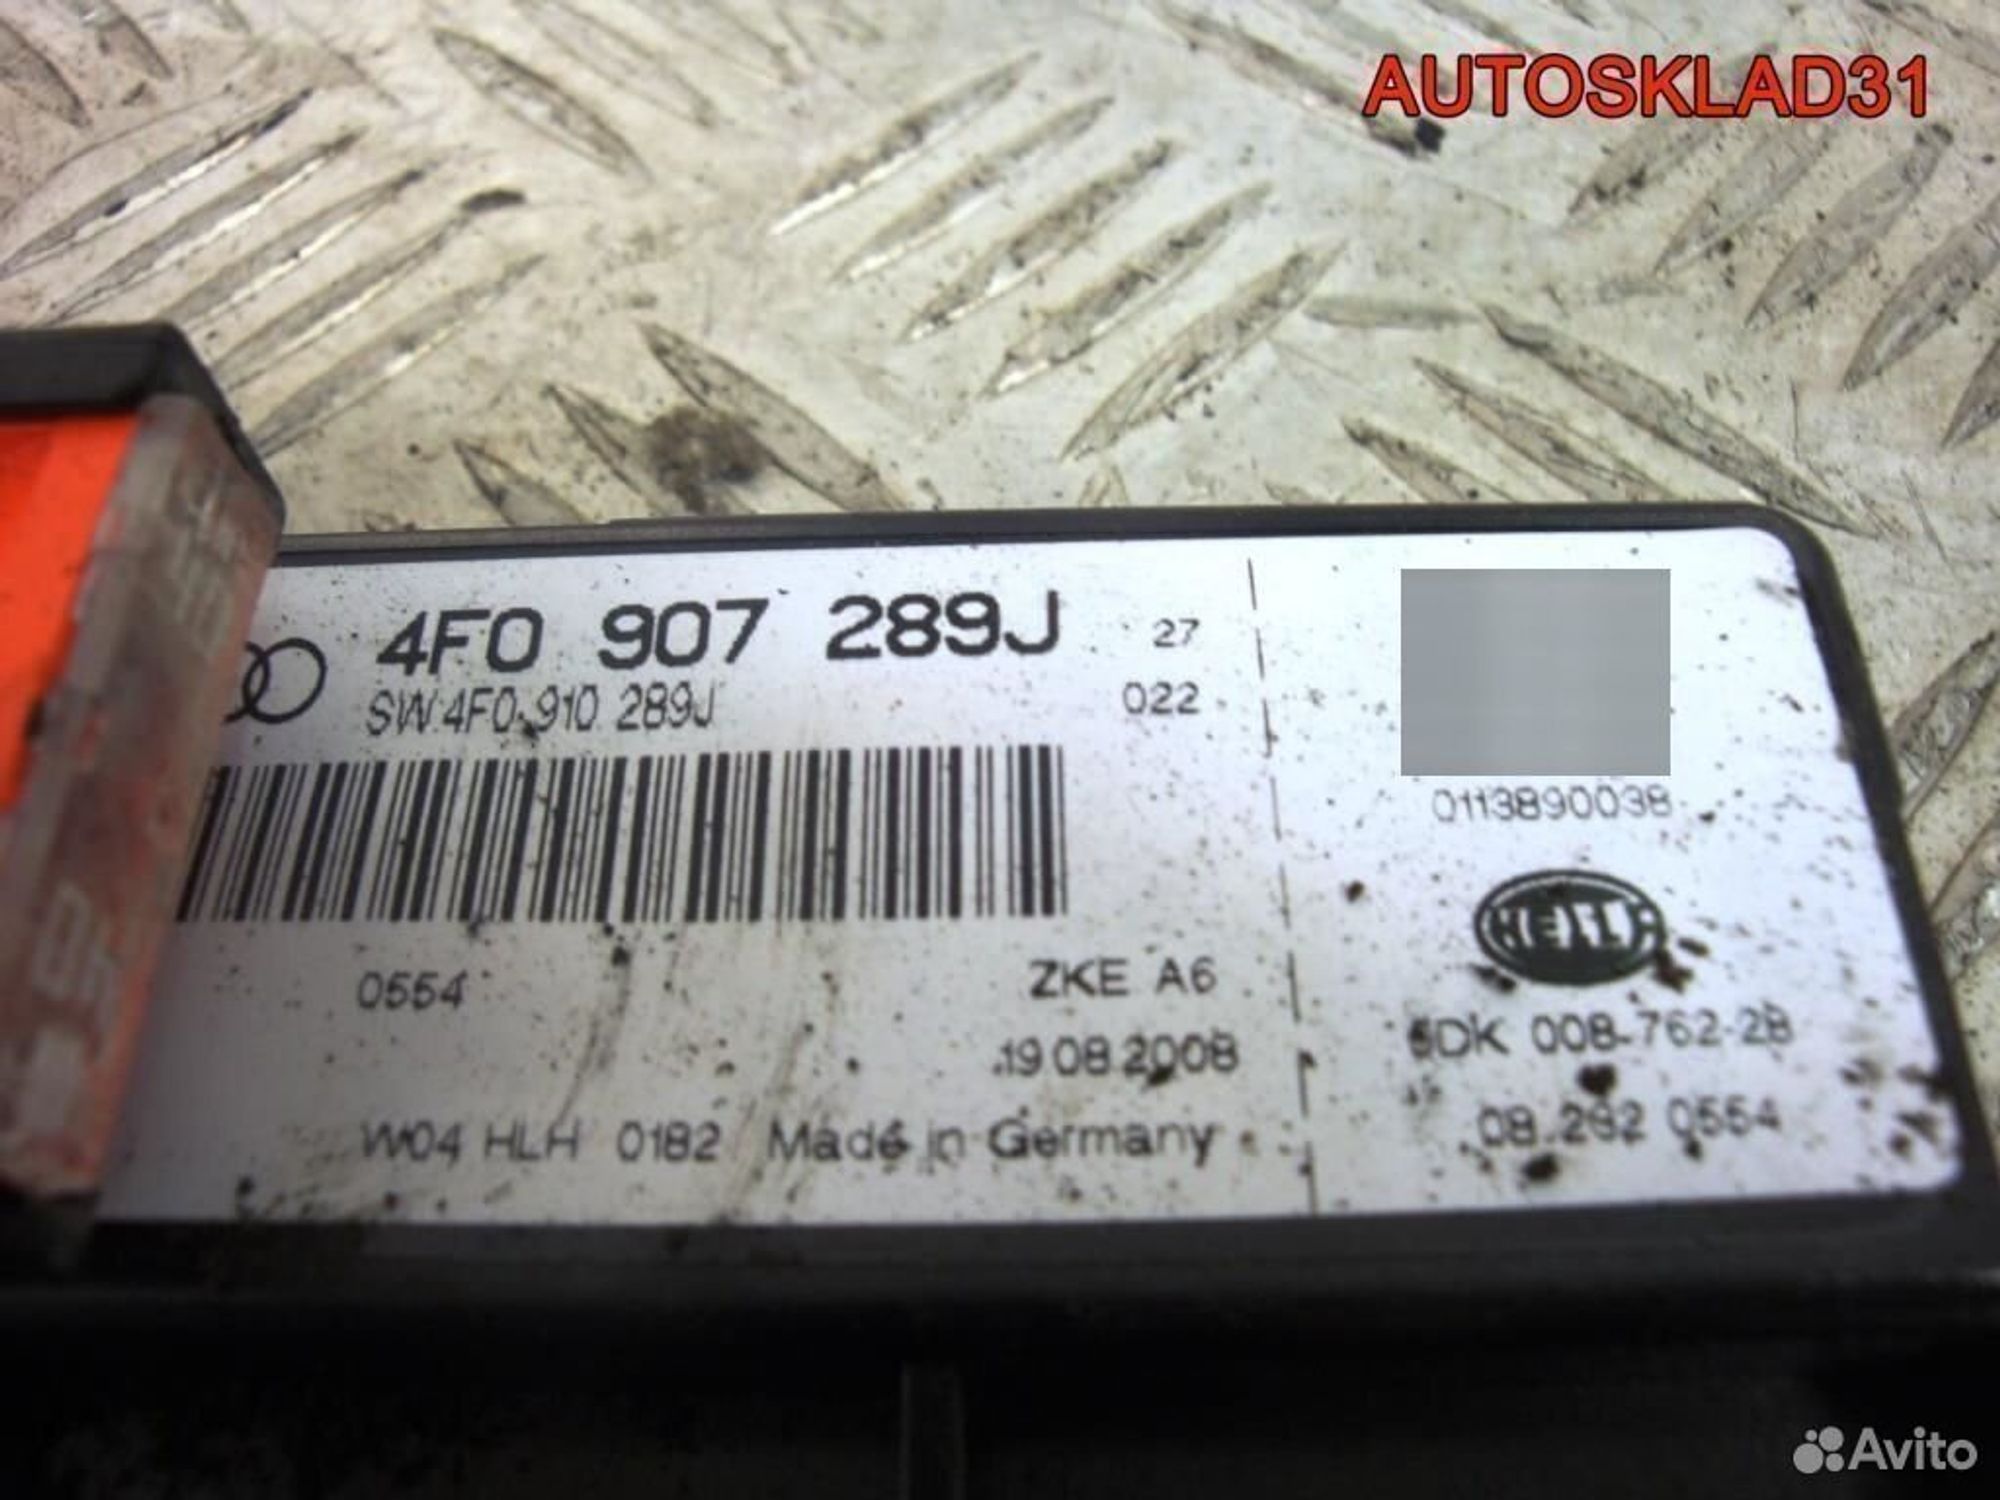 AUTOSKLAD31
4F0 907 289J 27
SW:4F0 910 289J 022
0113890038
HELLA
0554 ZKE A6
19.08.2008
5DK 008.762-28
W04 HLH 0182 Made in Germany
08.292 0554
Avito